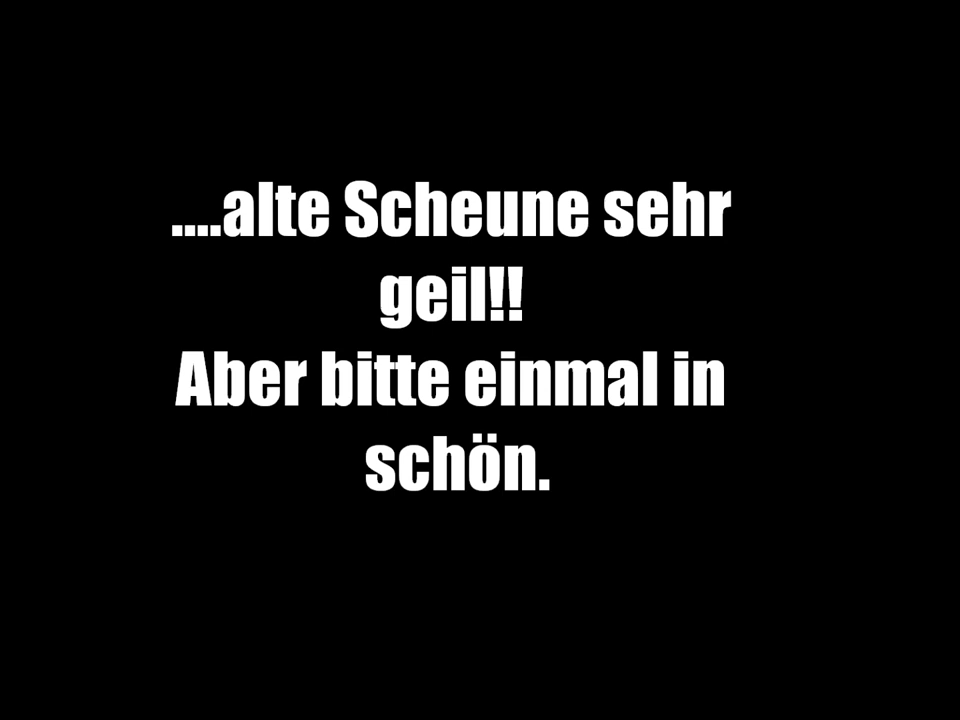 ....alte Scheune sehr
geil!!
Aber bitte einmal in
schön.